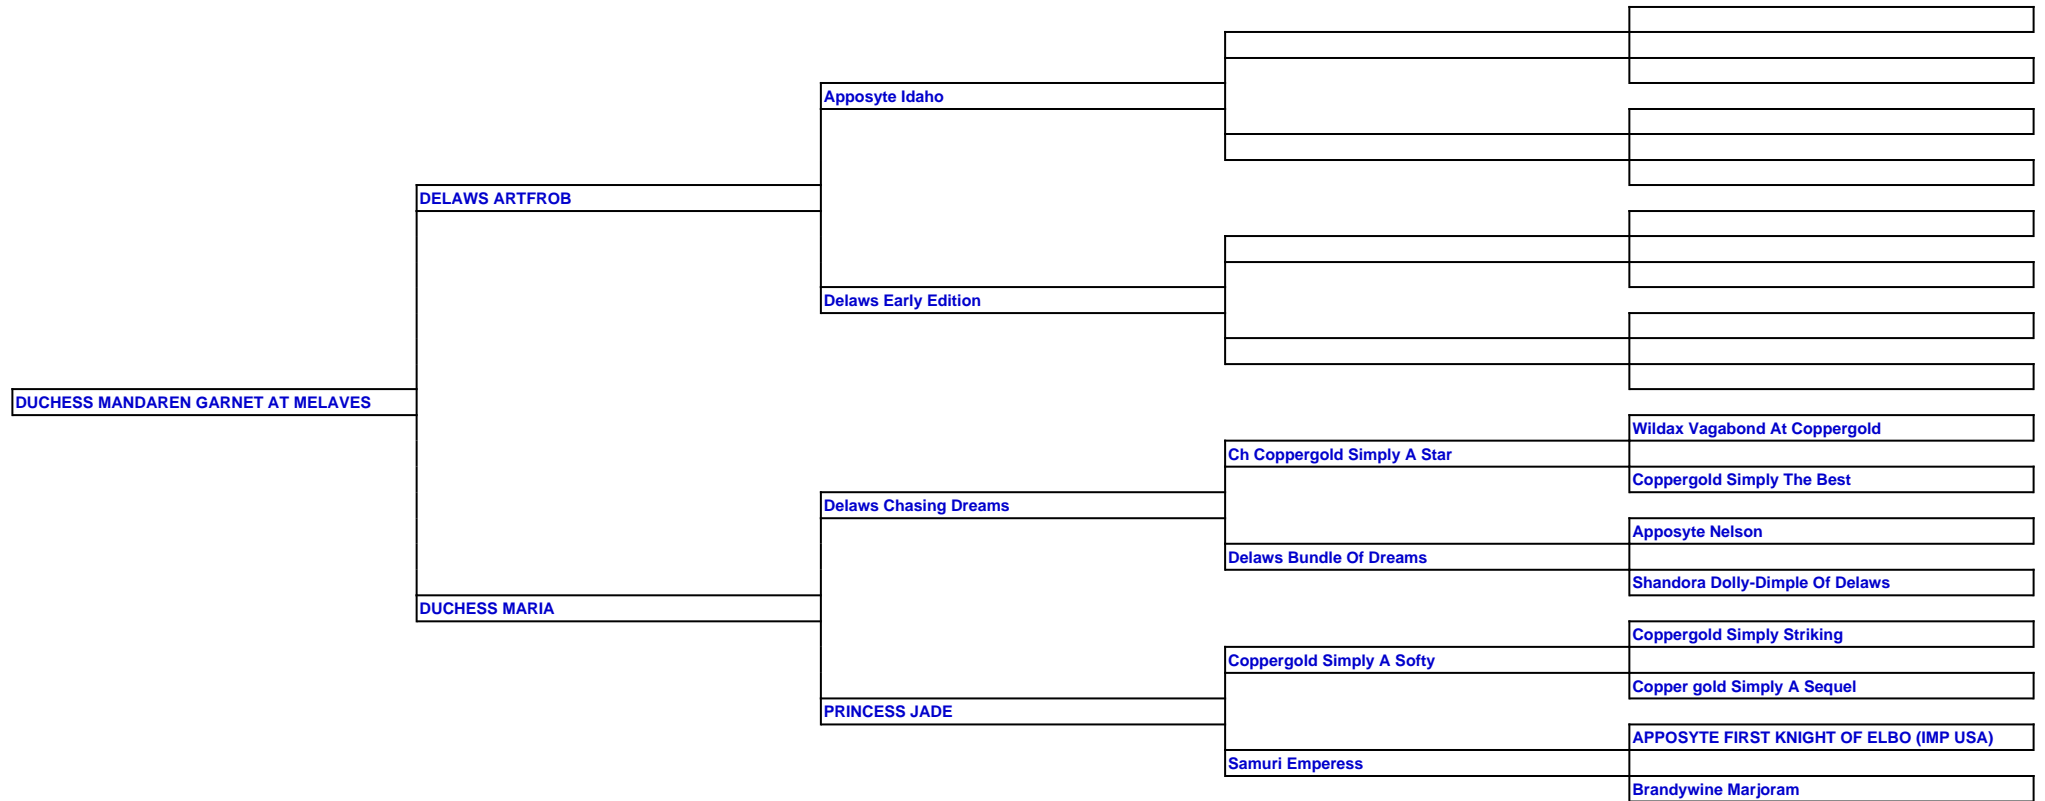 Apposyte Idaho
DELAWS ARTFROB
Delaws Early Edition
DUCHESS MANDAREN GARNET AT MELAVES
Wildax Vagabond At Coppergold
Ch Coppergold Simply A Star
Coppergold Simply The Best
Delaws Chasing Dreams
Apposyte Nelson
Delaws Bundle Of Dreams
Shandora Dolly-Dimple Of Delaws
DUCHESS MARIA
Coppergold Simply Striking
Coppergold Simply A Softy
Copper gold Simply A Sequel
PRINCESS JADE
APPOSYTE FIRST KNIGHT OF ELBO (IMP USA)
Samuri Emperess
Brandywine Marjoram